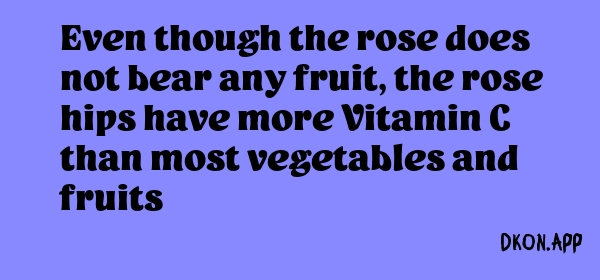 Even though the rose does
not bear any fruit, the rose
hips have more Vitamin C
than most vegetables and
fruits
DKON.APP